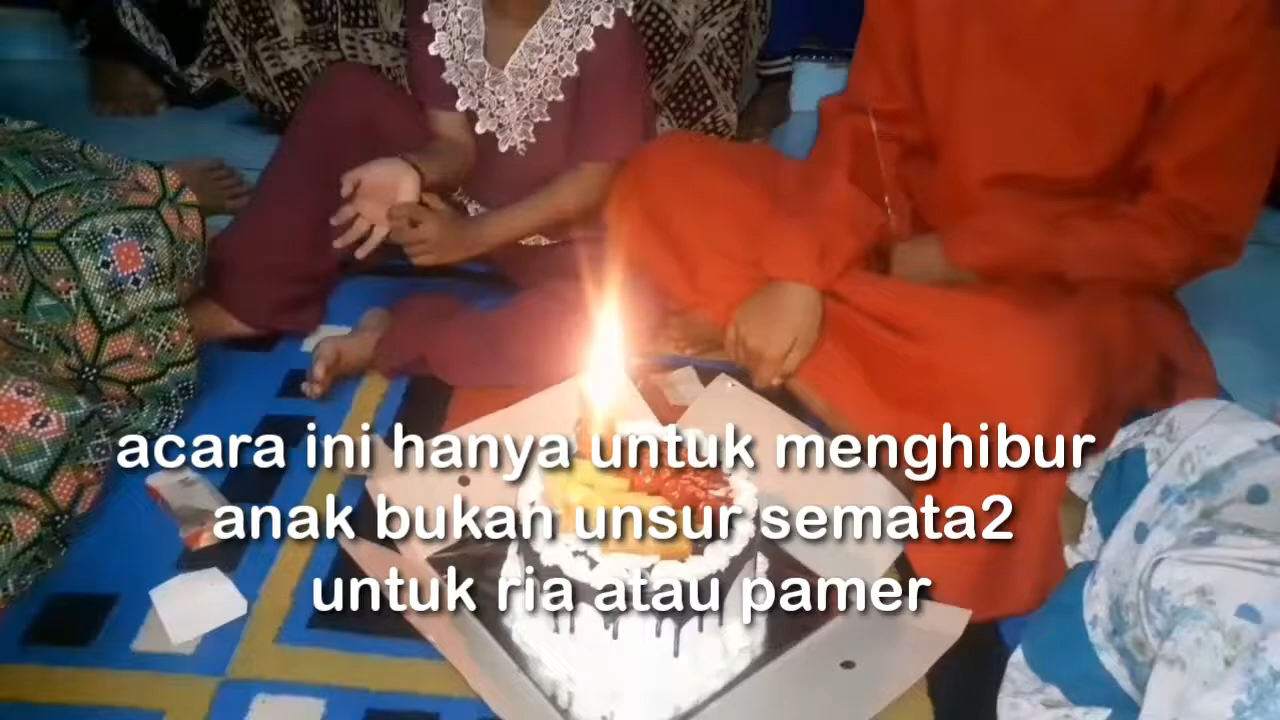 acara ini hanya untuk menghibur
anak bukan unsur semata2
untuk ria atau pamer